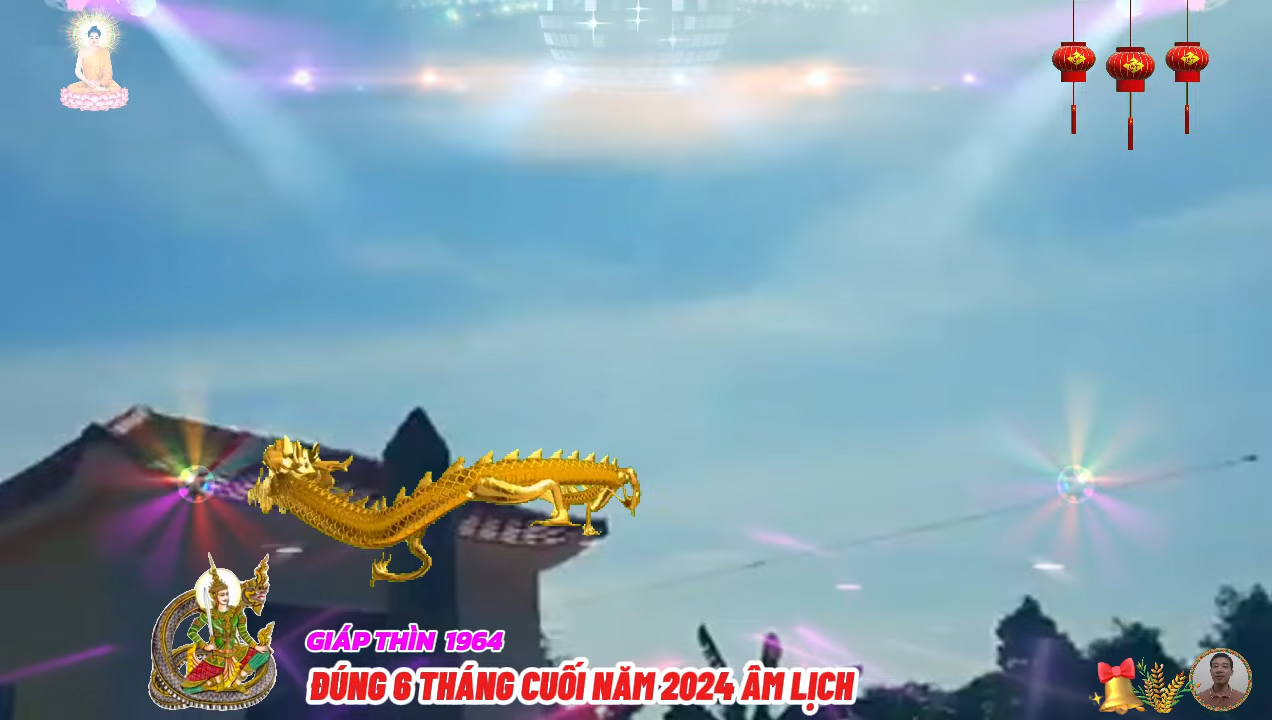 GIÁP THÌN 1964
ĐÚNG 6 THÁNG CUỐI NĂM 2024 ÂM LỊCH